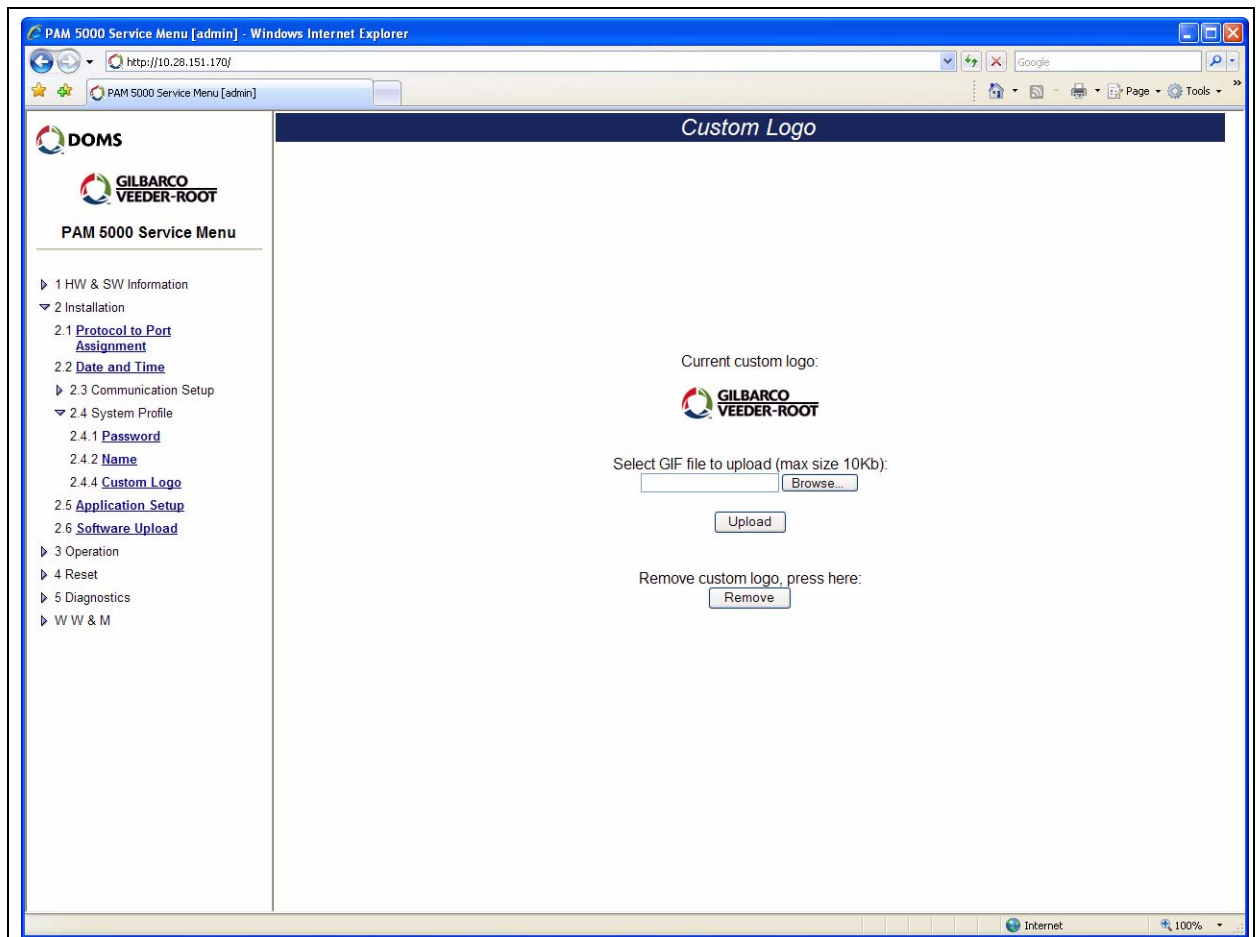 PAM 5000 Service Menu [admin] - Windows Internet Explorer
http://10.28.151.170/
Google
PAM 5000 Service Menu [admin]
Page
Tools
»
DOMS
GILBARCO
VEEDER-ROOT
PAM 5000 Service Menu
1 HW & SW Information
2 Installation
2.1 Protocol to Port
Assignment
2.2 Date and Time
2.3 Communication Setup
2.4 System Profile
2.4.1 Password
2.4.2 Name
2.4.4 Custom Logo
2.5 Application Setup
2.6 Software Upload
3 Operation
4 Reset
5 Diagnostics
W W & M
Custom Logo
Current custom logo:
GILBARCO
VEEDER-ROOT
Select GIF file to upload (max size 10Kb):
Browse...
Upload
Remove custom logo, press here:
Remove
Internet
100%